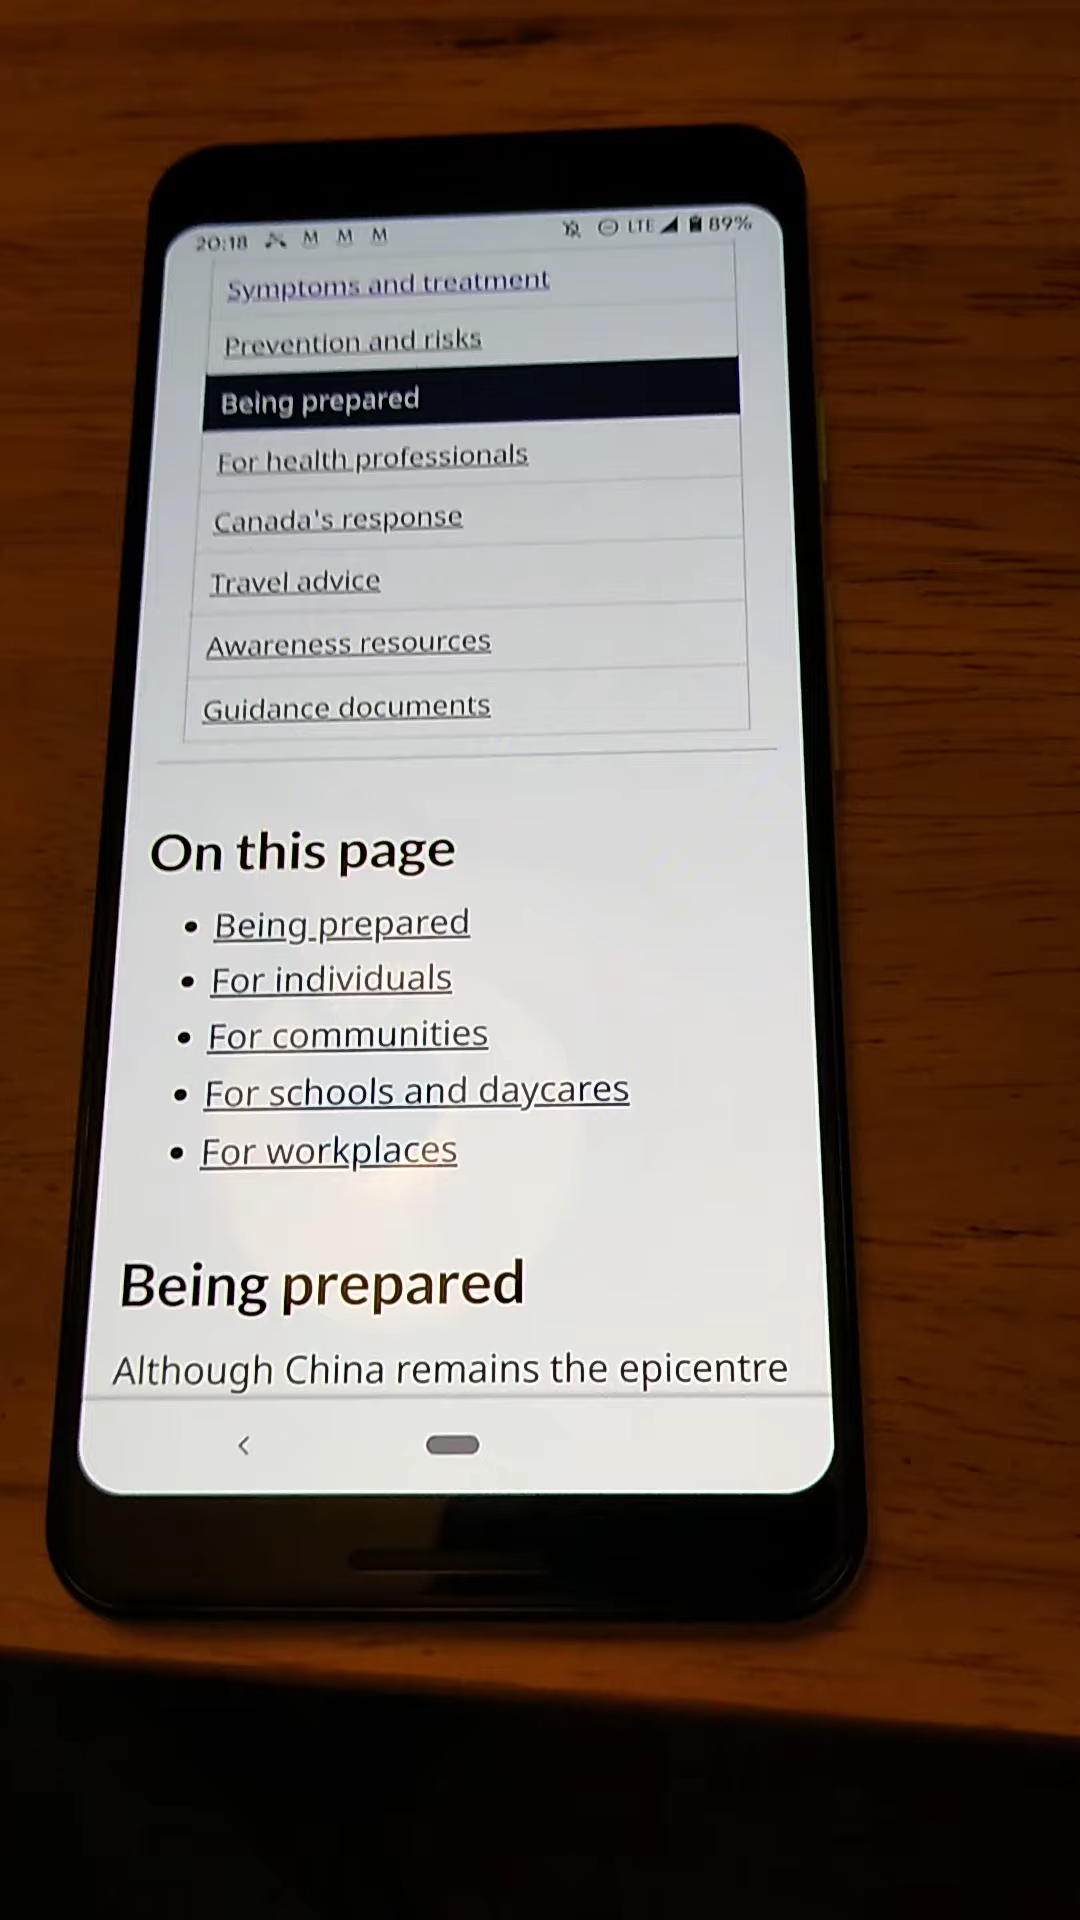 20:18 M M M LTE 89%
Symptoms and treatment
Prevention and risks
Being prepared
For health professionals
Canada's response
Travel advice
Awareness resources
Guidance documents
On this page
Being prepared
For individuals
For communities
For schools and daycares
For workplaces
Being prepared
Although China remains the epicentre